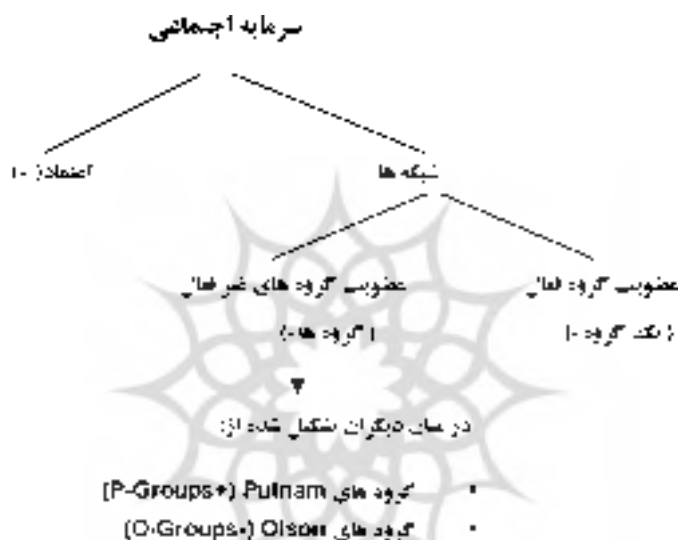 سرمایه اجتماعی
شبکه ها
اعتماد( -)
عضویت گروه فعال
عضویت گروه های غیر فعال
( یک گروه -)
( گروه ها-)
در میان دیگران تشکیل شده از:
• گروه های Putnam (P-Groups+)
• گروه های Olson (O-Groups-)